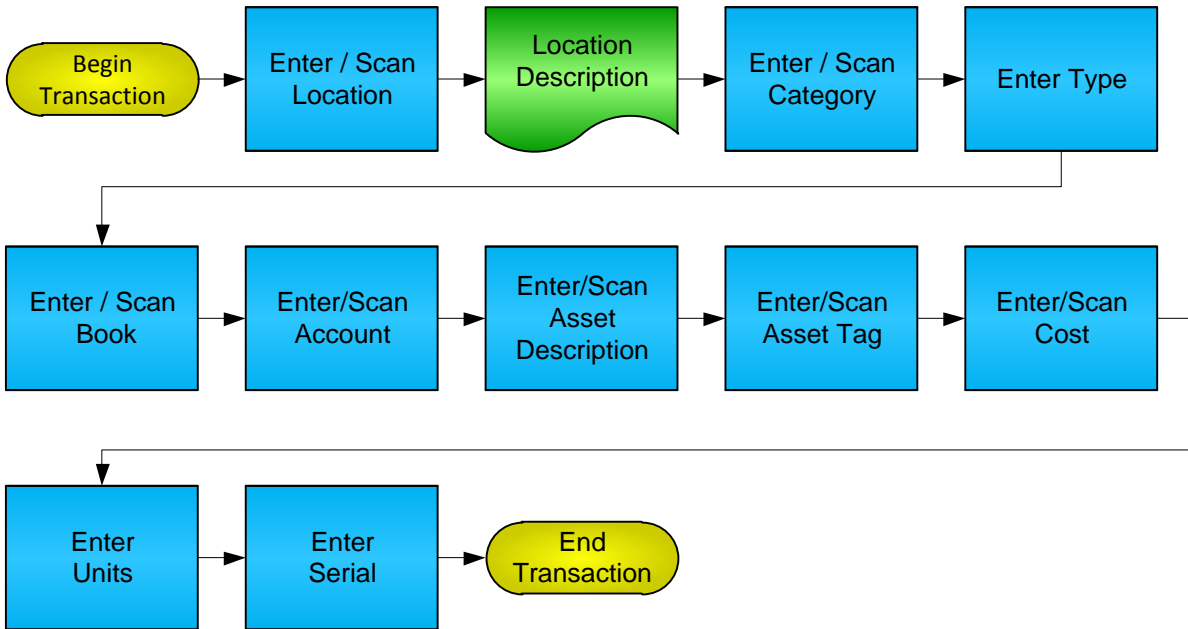 Begin
Transaction
Enter / Scan
Location
Location
Description
Enter / Scan
Category
Enter Type
Enter / Scan
Book
Enter/Scan
Account
Enter/Scan
Asset
Description
Enter/Scan
Asset Tag
Enter/Scan
Cost
Enter
Units
Enter
Serial
End
Transaction